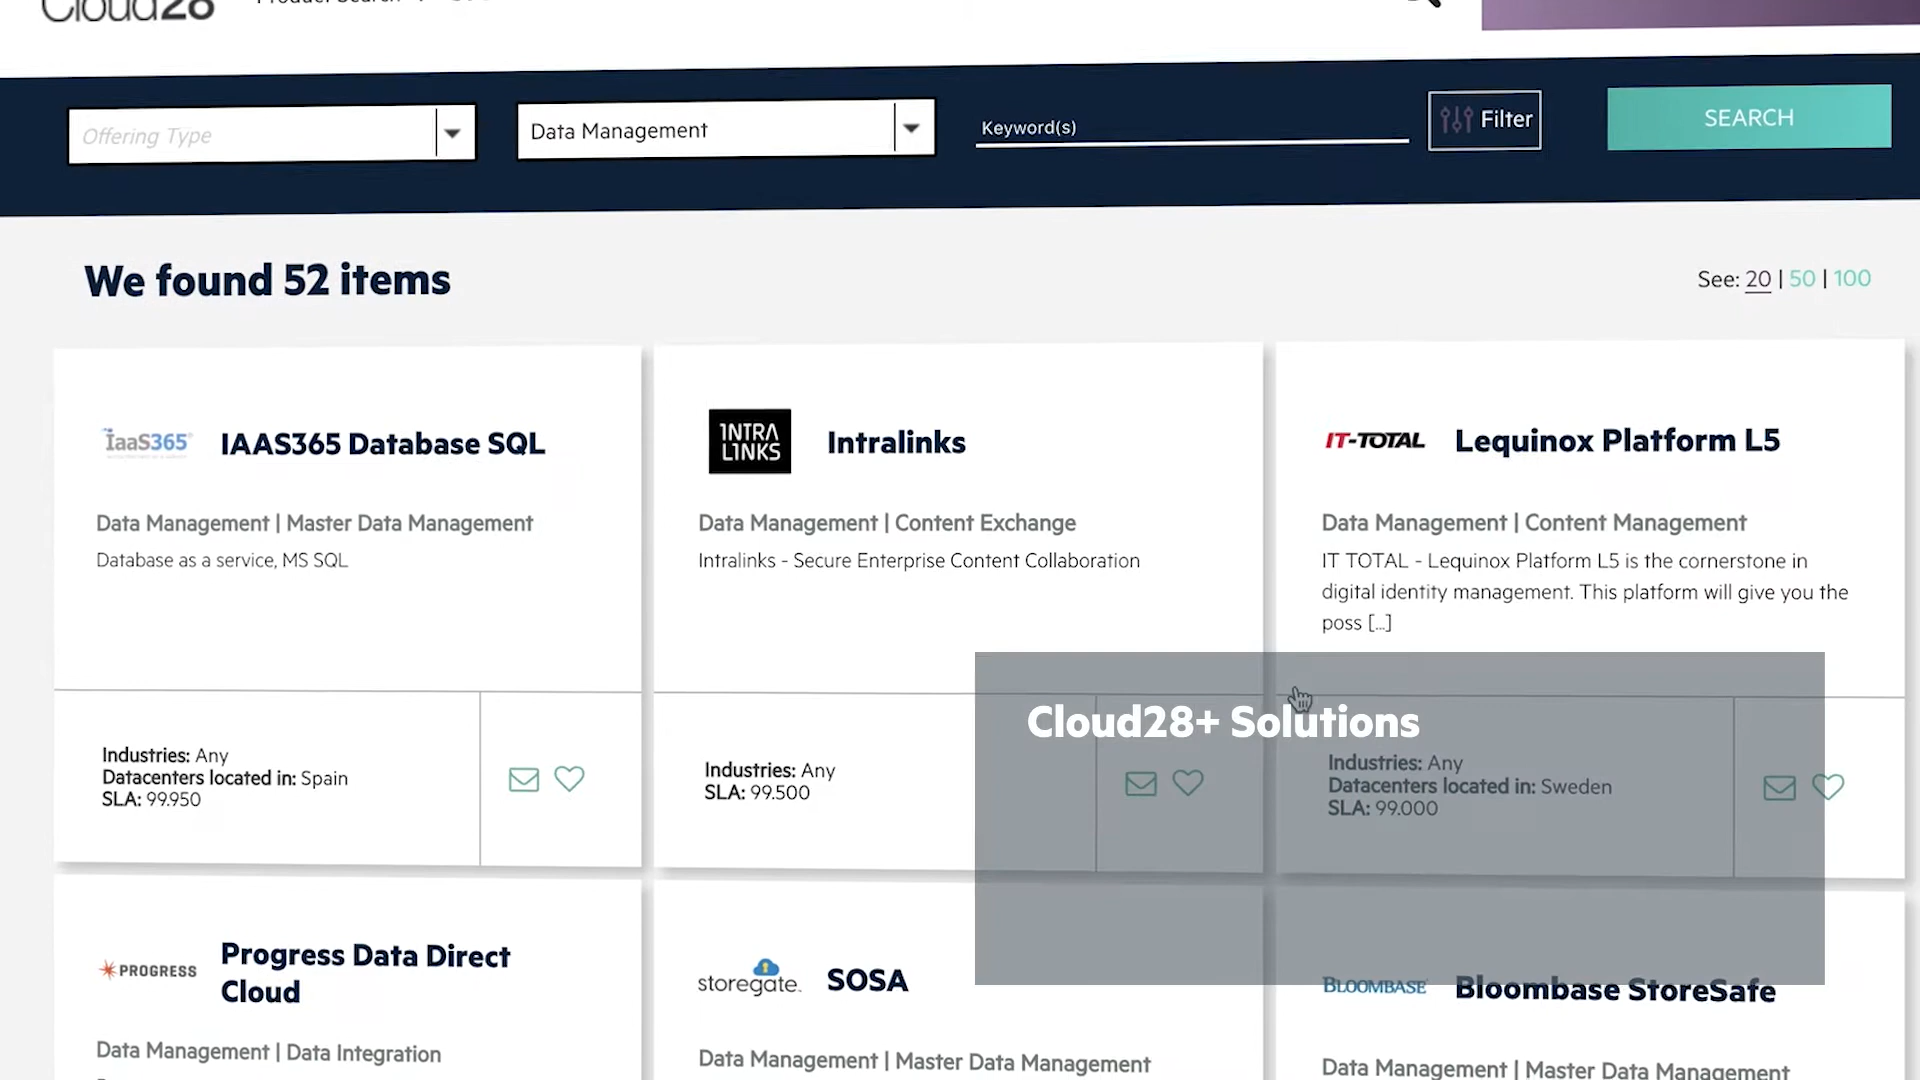 Cloud28
Product Search
Offering Type
Data Management
Keyword(s)
Filter
SEARCH
We found 52 items
See: 20 | 50 | 100
IaaS365
IAAS365 Database SQL
Data Management | Master Data Management
Database as a service, MS SQL
Industries: Any
Datacenters located in: Spain
SLA: 99.950
INTRA
LINKS
Intralinks
Data Management | Content Exchange
Intralinks - Secure Enterprise Content Collaboration
Industries: Any
SLA: 99.500
IT-TOTAL
Lequinox Platform L5
Data Management | Content Management
IT TOTAL - Lequinox Platform L5 is the cornerstone in
digital identity management. This platform will give you the
poss [...]
Cloud28+ Solutions
Industries: Any
Datacenters located in: Sweden
SLA: 99.000
PROGRESS
Progress Data Direct
Cloud
Data Management | Data Integration
storegate
SOSA
Data Management | Master Data Management
BLOOMBASE
Bloombase StoreSafe
Data Management | Master Data Management